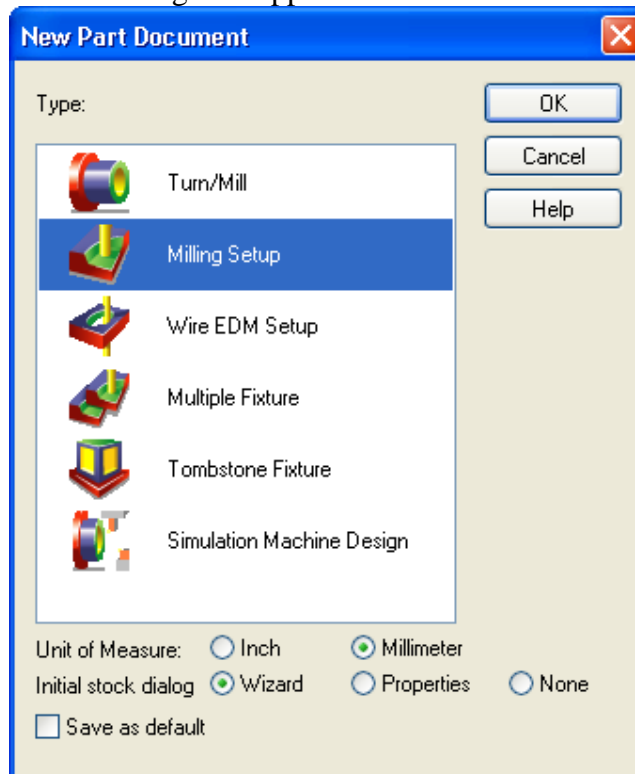 New Part Document
Type:
OK
Cancel
Help
Turn/Mill
Milling Setup
Wire EDM Setup
Multiple Fixture
Tombstone Fixture
Simulation Machine Design
Unit of Measure: Inch Millimeter
Initial stock dialog Wizard Properties None
Save as default